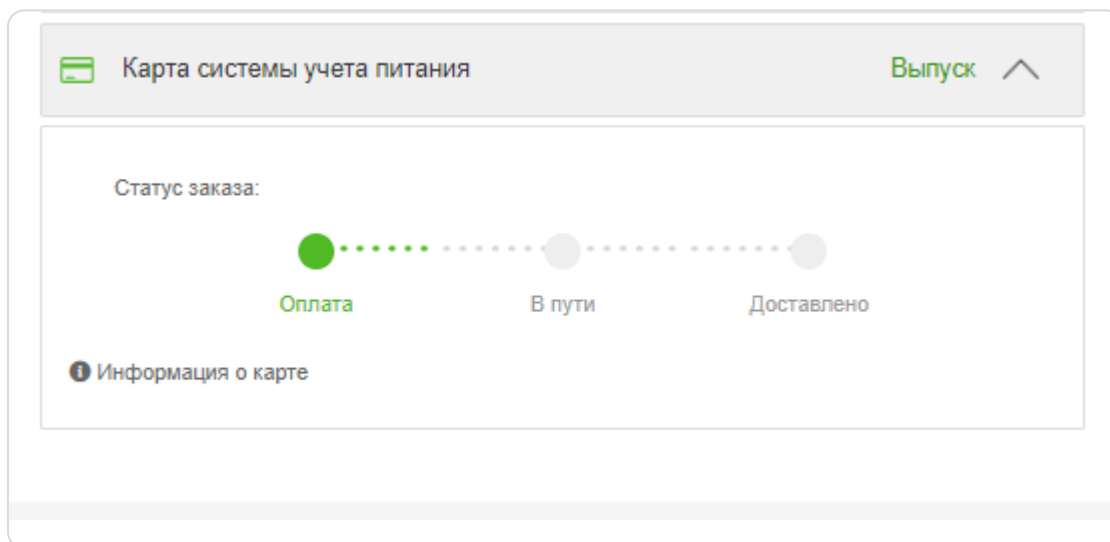 Карта системы учета питания Выпуск
Статус заказа:
Оплата В пути Доставлено
Информация о карте